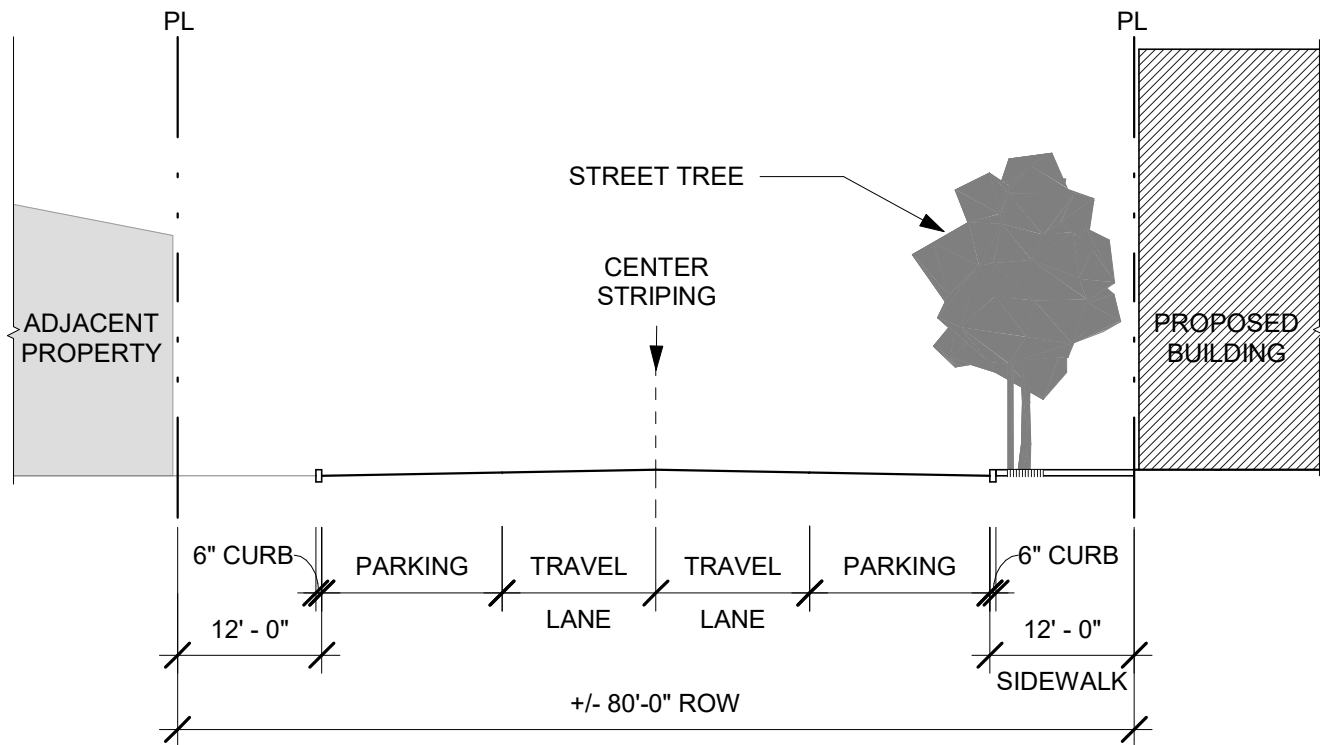 PL
PL
STREET TREE
CENTER
STRIPING
ADJACENT
PROPERTY
PROPOSED
BUILDING
6" CURB
PARKING
TRAVEL
LANE
TRAVEL
LANE
PARKING
6" CURB
12' - 0"
12' - 0"
SIDEWALK
+/- 80'-0" ROW